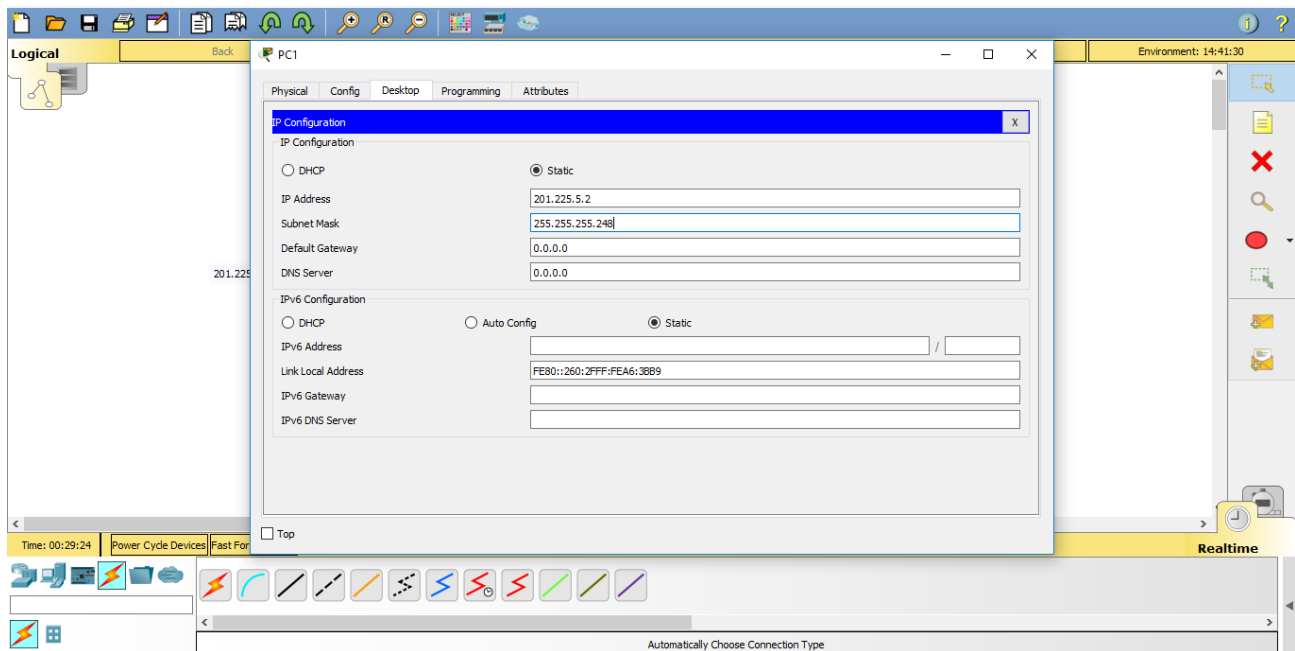 i ?
Logical Back PC1 Environment: 14:41:30
Physical Config Desktop Programming Attributes
IP Configuration X
IP Configuration
DHCP Static
IP Address 201.225.5.2
Subnet Mask 255.255.255.248
Default Gateway 0.0.0.0
201.225
DNS Server 0.0.0.0
IPv6 Configuration
DHCP Auto Config Static
IPv6 Address /
Link Local Address FE80::260:2FFF:FEA6:3BB9
IPv6 Gateway
IPv6 DNS Server
Top
Time: 00:29:24 Power Cycle Devices Fast For Realtime
Automatically Choose Connection Type